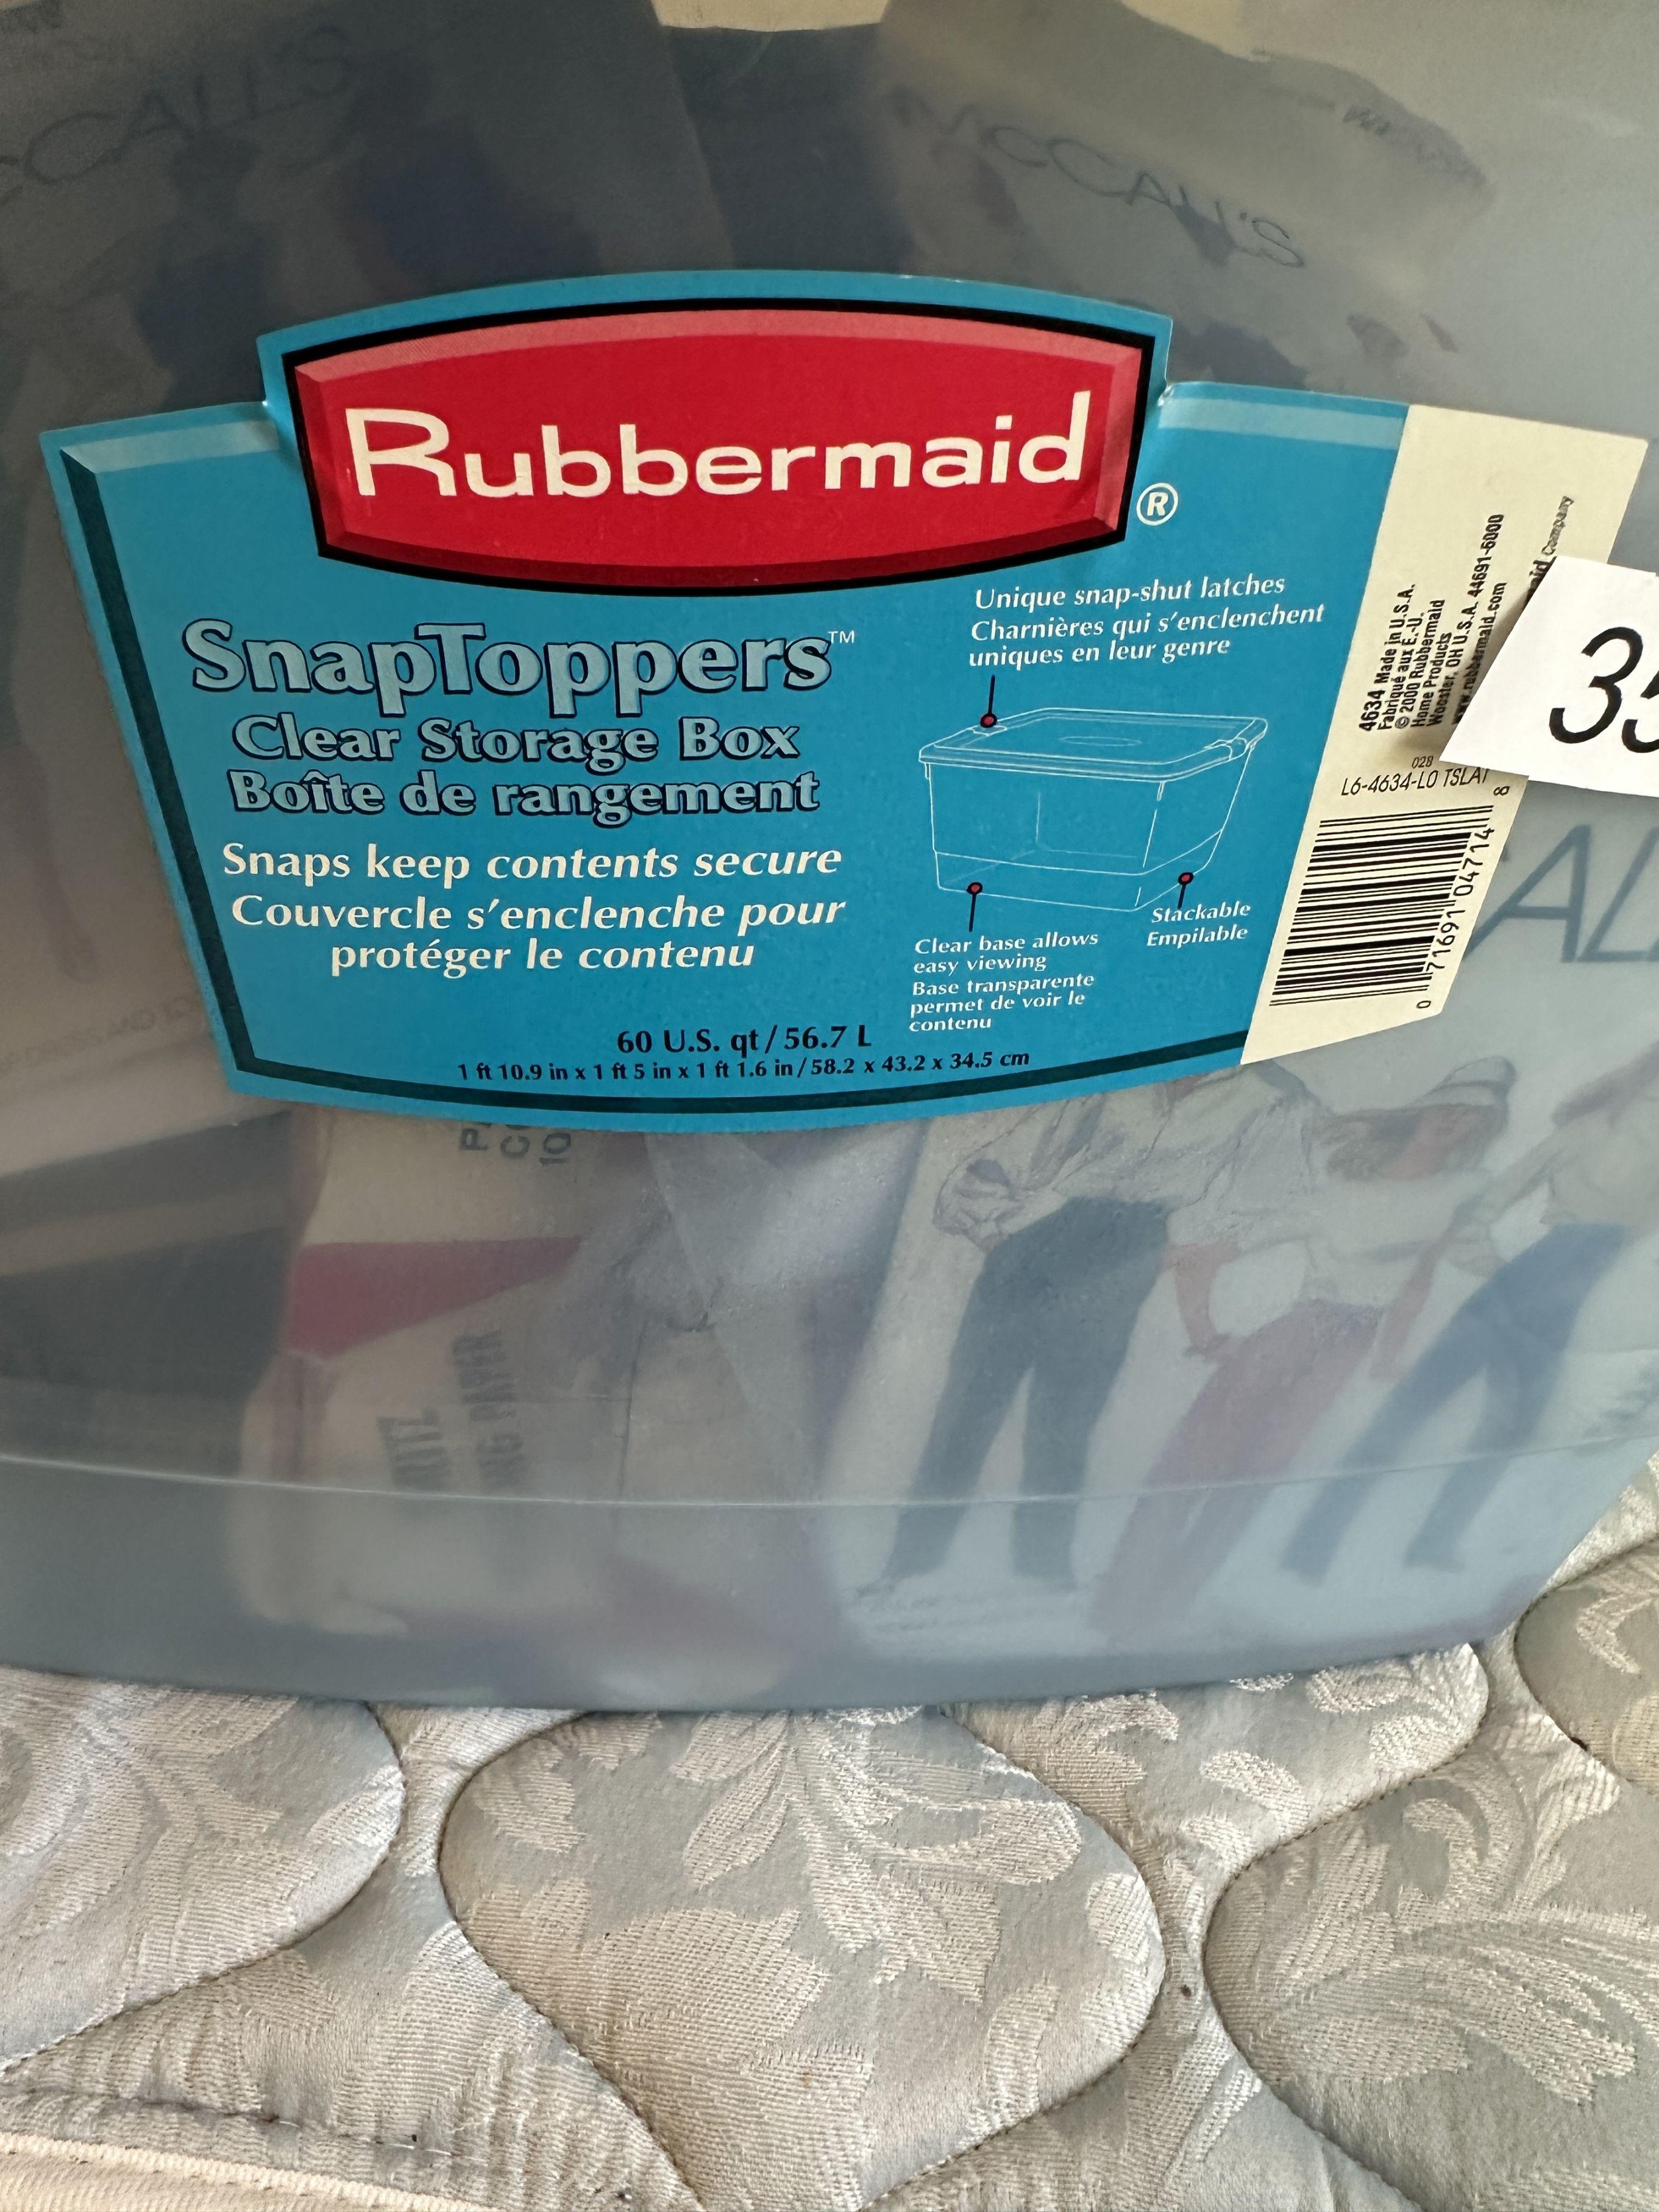 McCALL'S
Rubbermaid®
SnapToppers™
Clear Storage Box
Boîte de rangement
Snaps keep contents secure
Couvercle s'enclenche pour
protéger le contenu
Unique snap-shut latches
Charnières qui s'enclenchent
uniques en leur genre
Clear base allows
easy viewing
Base transparente
permet de voir le
contenu
Stackable
Empilable
60 U.S. qt / 56.7 L
1 ft 10.9 in x 1 ft 5 in x 1 ft 1.6 in / 58.2 x 43.2 x 34.5 cm
4634 Made in U.S.A.
Fabriqué aux E.-U.
© 2000 Rubbermaid
Home Products
Wooster, OH U.S.A. 44691-6000
www.rubbermaid.com
Company
028
L6-4634-L0
0 71691 04714 8
35